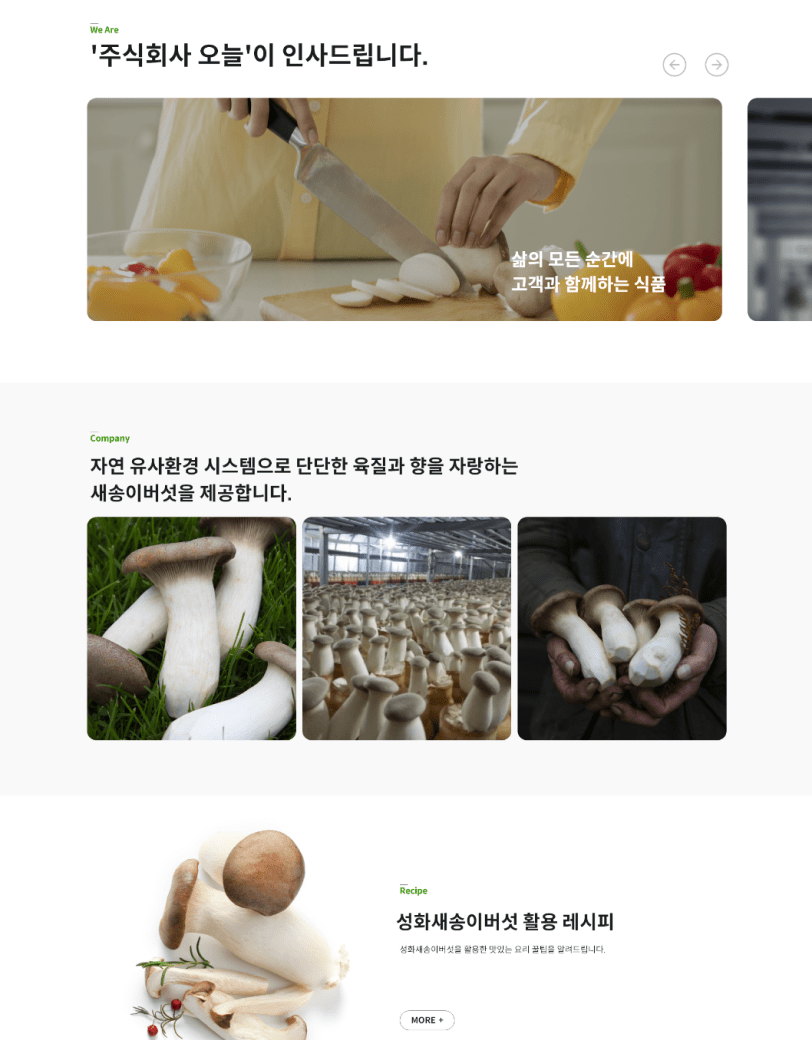 We Are
'주식회사 오늘'이 인사드립니다.
삶의 모든 순간에
고객과 함께하는 식품
Company
자연 유사환경 시스템으로 단단한 육질과 향을 자랑하는
새송이버섯을 제공합니다.
Recipe
성화새송이버섯 활용 레시피
성화새송이버섯을 활용한 맛있는 요리 꿀팁을 알려드립니다.
MORE +